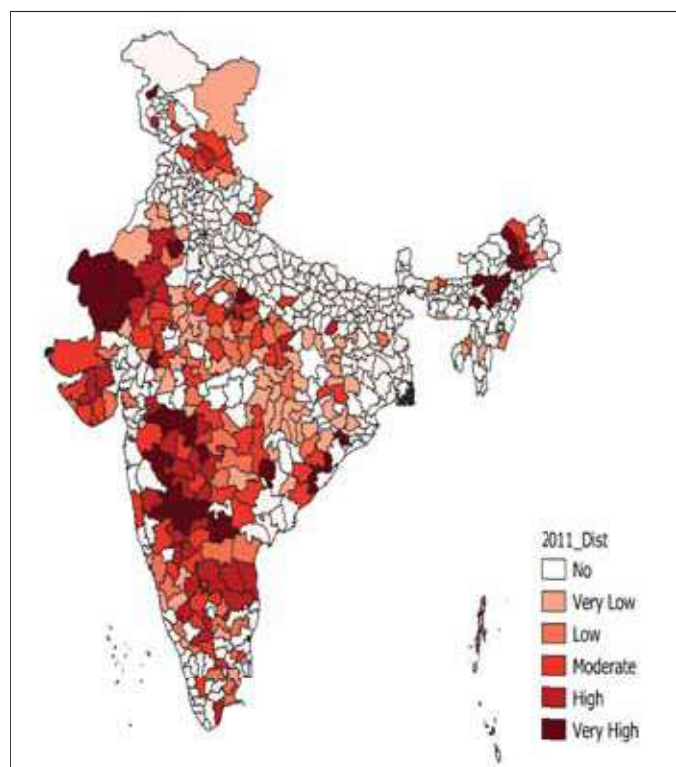 2011_Dist
No
Very Low
Low
Moderate
High
Very High